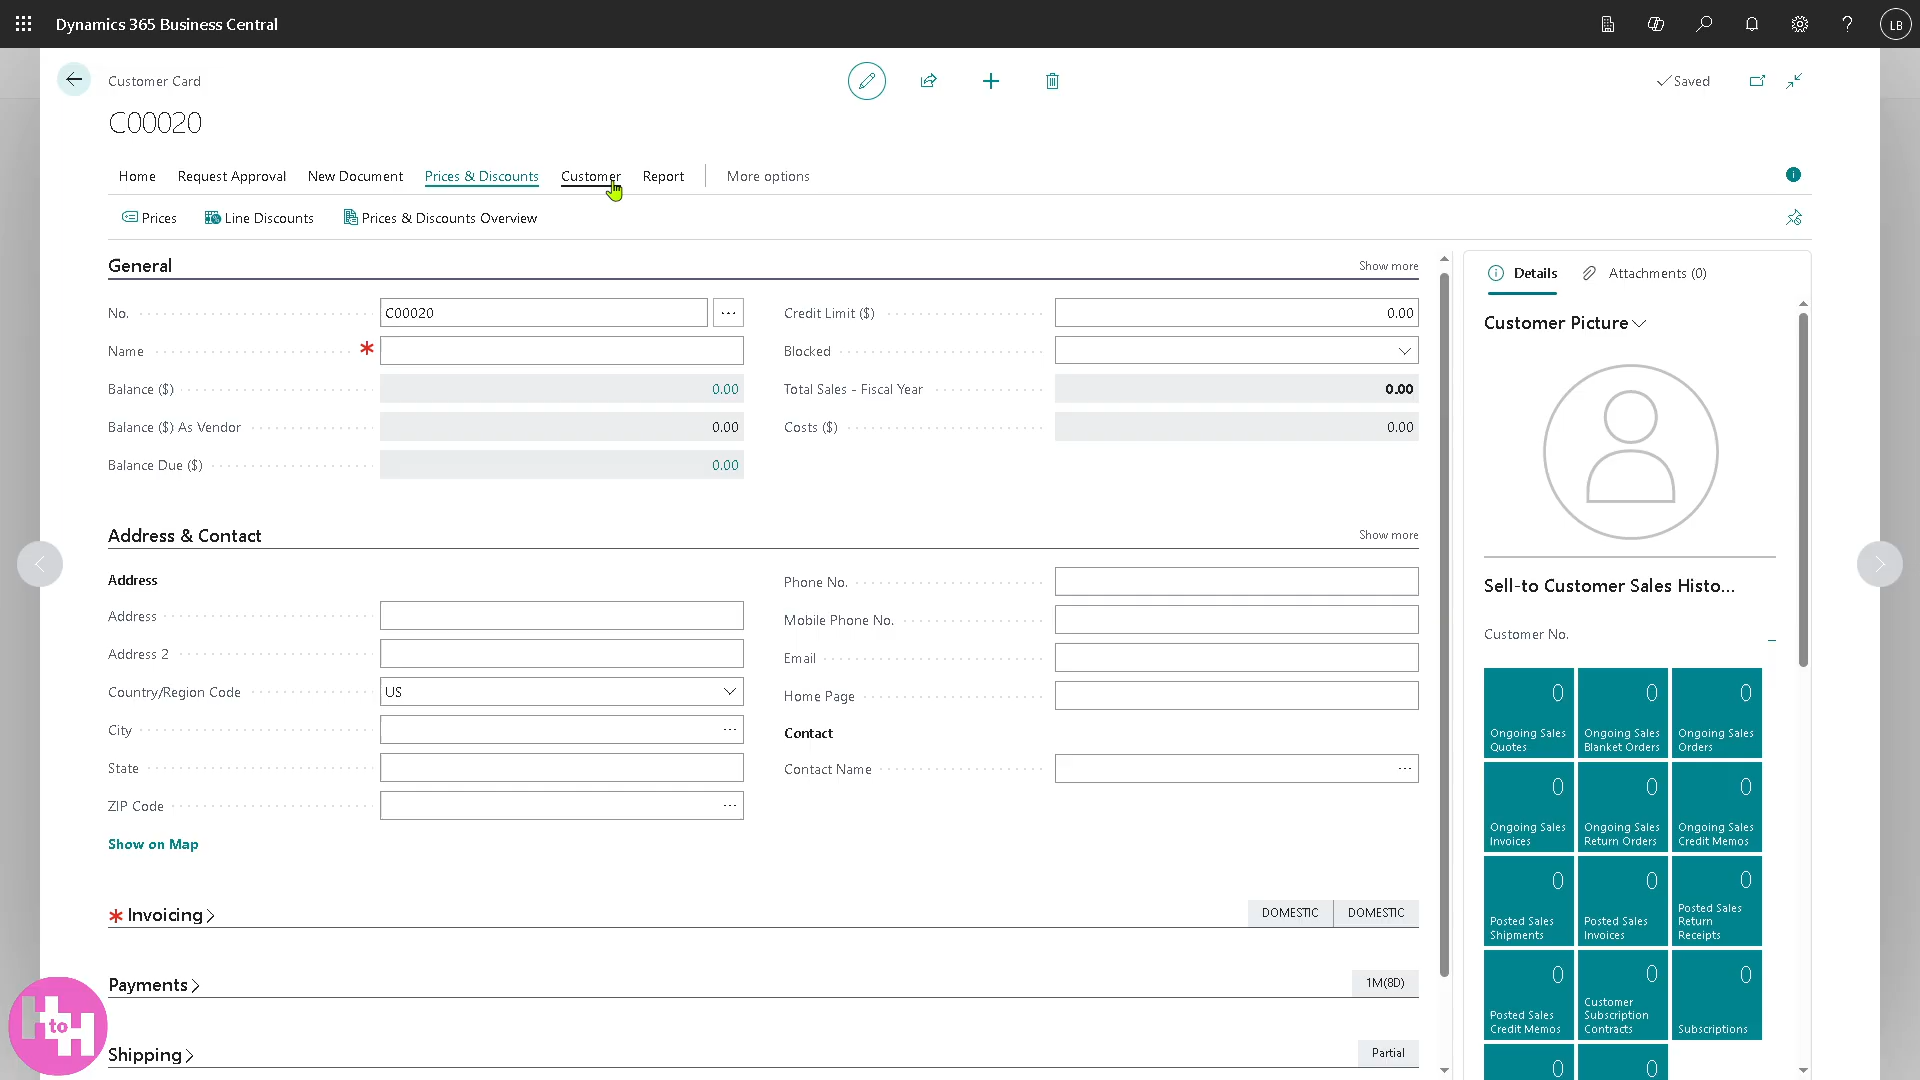 Dynamics 365 Business Central
LB
Customer Card
Saved
C00020
Home Request Approval New Document Prices & Discounts Customer Report More options
Prices Line Discounts Prices & Discounts Overview
General Show more
No. C00020
Name
Balance ($) 0.00
Balance ($) As Vendor 0.00
Balance Due ($) 0.00
Credit Limit ($) 0.00
Blocked
Total Sales - Fiscal Year 0.00
Costs ($) 0.00
Address & Contact Show more
Address
Address
Address 2
Country/Region Code US
City
State
ZIP Code
Show on Map
Phone No.
Mobile Phone No.
Email
Home Page
Contact
Contact Name
Invoicing DOMESTIC DOMESTIC
Payments 1M(8D)
Shipping Partial
Details Attachments (0)
Customer Picture
Sell-to Customer Sales Histo...
Customer No.
0 Ongoing Sales Quotes
0 Ongoing Sales Blanket Orders
0 Ongoing Sales Orders
0 Ongoing Sales Invoices
0 Ongoing Sales Return Orders
0 Ongoing Sales Credit Memos
0 Posted Sales Shipments
0 Posted Sales Invoices
0 Posted Sales Return Receipts
0 Posted Sales Credit Memos
0 Customer Subscription Contracts
0 Subscriptions
0
0
H to H